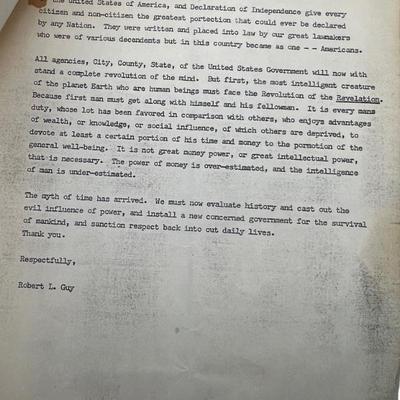 the United States of America, and Declaration of Independence give every
citizen and non-citizen the greatest portection that could ever be declared
by any Nation. They were written and placed into law by our great lawmakers
who were of various decendents but in this country became as one -- Americans.
All agencies, City, County, State, of the United States Government will now with
stand a complete revolution of the mind. But first, the most intelligent creature
of the planet Earth who are human beings must face the Revolution of the Revelation.
Because first man must get along with himself and his fellowman. It is every mans
duty, whose lot has been favored in comparison with others, who enjoys advantages
of wealth, or knowledge, or social influence, of which others are deprived, to
devote at least a certain portion of his time and money to the pormotion of the
general well-being. It is not great money power, or great intellectual power,
that is necessary. The power of money is over-estimated, and the intelligence
of man is under-estimated.
The myth of time has arrived. We must now evaluate history and cast out the
evil influence of power, and install a new concerned government for the survival
of mankind, and sanction respect back into out daily lives.
Thank you.
Respectfully,
Robert L. Guy